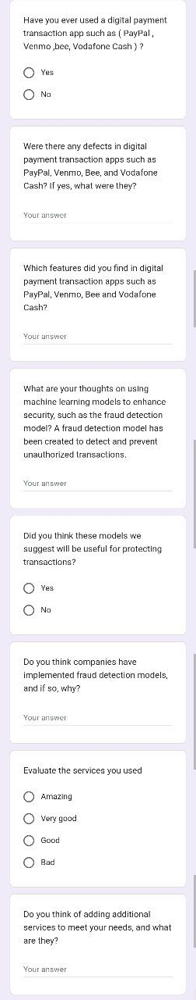 Have you ever used a digital payment
transaction app such as ( PayPal ,
Venmo ,bee, Vodafone Cash ) ?
Yes
No
Were there any defects in digital
payment transaction apps such as
PayPal, Venmo, Bee, and Vodafone
Cash? If yes, what were they?
Your answer
Which features did you find in digital
payment transaction apps such as
PayPal, Venmo, Bee and Vodafone
Cash?
Your answer
What are your thoughts on using
machine learning models to enhance
security, such as the fraud detection
model? A fraud detection model has
been created to detect and prevent
unauthorized transactions.
Your answer
Did you think these models we
suggest will be useful for protecting
transactions?
Yes
No
Do you think companies have
implemented fraud detection models,
and if so, why?
Your answer
Evaluate the services you used
Amazing
Very good
Good
Bad
Do you think of adding additional
services to meet your needs, and what
are they?
Your answer